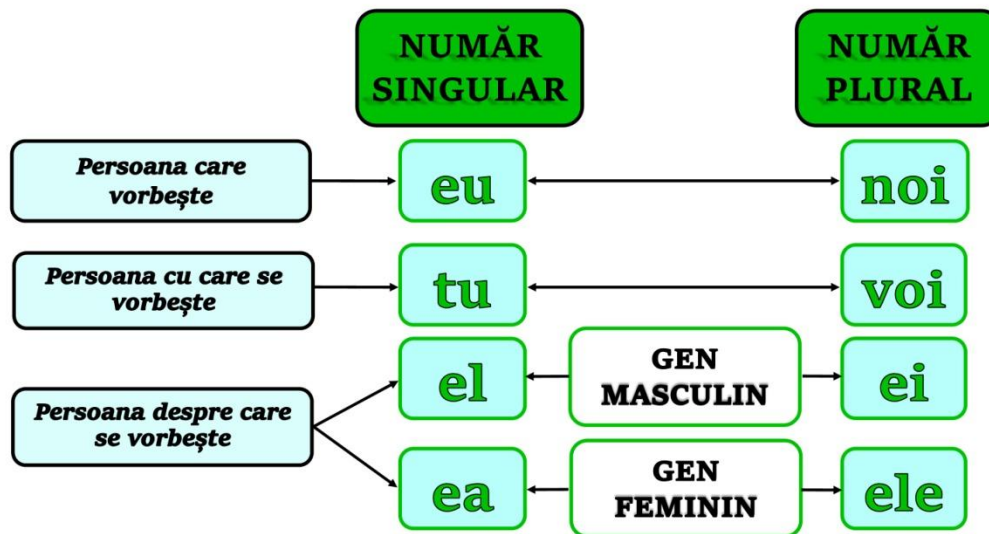 NUMĂR
SINGULAR
NUMĂR
PLURAL
Persoana care
vorbește
eu
noi
Persoana cu care se
vorbește
tu
voi
Persoana despre care
se vorbește
el
GEN
MASCULIN
ei
ea
GEN
FEMININ
ele